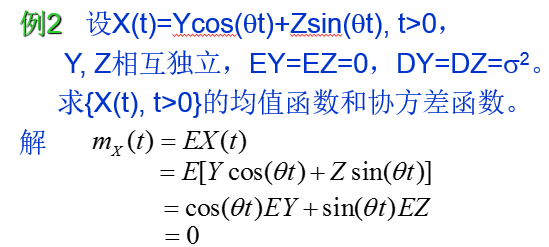 例2 设X(t)=Ycos(θt)+Zsin(θt), t>0,
Y, Z相互独立，EY=EZ=0，DY=DZ=σ²。
求{X(t), t>0}的均值函数和协方差函数。
解 m_X(t) = EX(t)
= E[Y cos(θt) + Z sin(θt)]
= cos(θt)EY + sin(θt)EZ
= 0